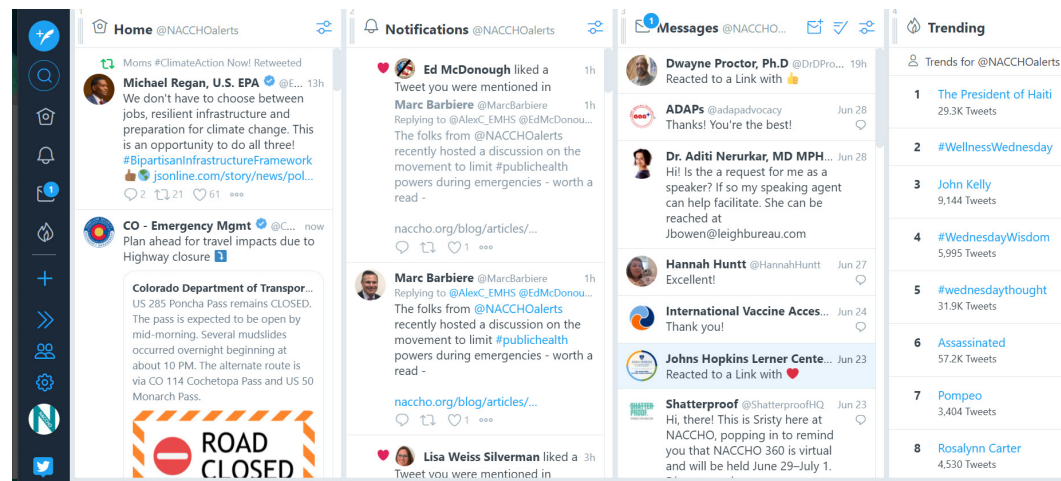 1
Home @NACCHOalerts
Moms #ClimateAction Now! Retweeted
Michael Regan, U.S. EPA @E... 13h
We don't have to choose between
jobs, resilient infrastructure and
preparation for climate change. This
is an opportunity to do all three!
#BipartisanInfrastructureFramework
jsonline.com/story/news/pol...
2 21 61
CO - Emergency Mgmt @C... now
Plan ahead for travel impacts due to
Highway closure
Colorado Department of Transpor...
US 285 Poncha Pass remains CLOSED.
The pass is expected to be open by
mid-morning. Several mudslides
occurred overnight beginning at
about 10 PM. The alternate route is
via CO 114 Cochetopa Pass and US 50
Monarch Pass.
ROAD
CLOSED
2
Notifications @NACCHOalerts
Ed McDonough liked a 1h
Tweet you were mentioned in
Marc Barbiere @MarcBarbiere 1h
Replying to @AlexC_EMHS @EdMcDonou...
The folks from @NACCHOalerts
recently hosted a discussion on the
movement to limit #publichealth
powers during emergencies - worth a
read -
naccho.org/blog/articles/...
1
Marc Barbiere @MarcBarbiere 1h
Replying to @AlexC_EMHS @EdMcDonou...
The folks from @NACCHOalerts
recently hosted a discussion on the
movement to limit #publichealth
powers during emergencies - worth a
read -
naccho.org/blog/articles/...
1
Lisa Weiss Silverman liked a 3h
Tweet you were mentioned in
3
1
Messages @NACCHO...
Dwayne Proctor, Ph.D @DrDPro... 19h
Reacted to a Link with 👍
ADAPs @adapadvocacy Jun 28
Thanks! You're the best!
Dr. Aditi Nerurkar, MD MPH... Jun 28
Hi! Is the a request for me as a
speaker? If so my speaking agent
can help facilitate. She can be
reached at
Jbowen@leighbureau.com
Hannah Huntt @HannahHuntt Jun 27
Excellent!
International Vaccine Acces... Jun 24
Thank you!
Johns Hopkins Lerner Cente... Jun 23
Reacted to a Link with ❤️
Shatterproof @ShatterproofHQ Jun 23
Hi, there! This is Sristy here at
NACCHO, popping in to remind
you that NACCHO 360 is virtual
and will be held June 29–July 1.
4
Trending
Trends for @NACCHOalerts
1 The President of Haiti
29.3K Tweets
2 #WellnessWednesday
3 John Kelly
9,144 Tweets
4 #WednesdayWisdom
5,995 Tweets
5 #wednesdaythought
31.9K Tweets
6 Assassinated
57.2K Tweets
7 Pompeo
3,404 Tweets
8 Rosalynn Carter
4,530 Tweets
1